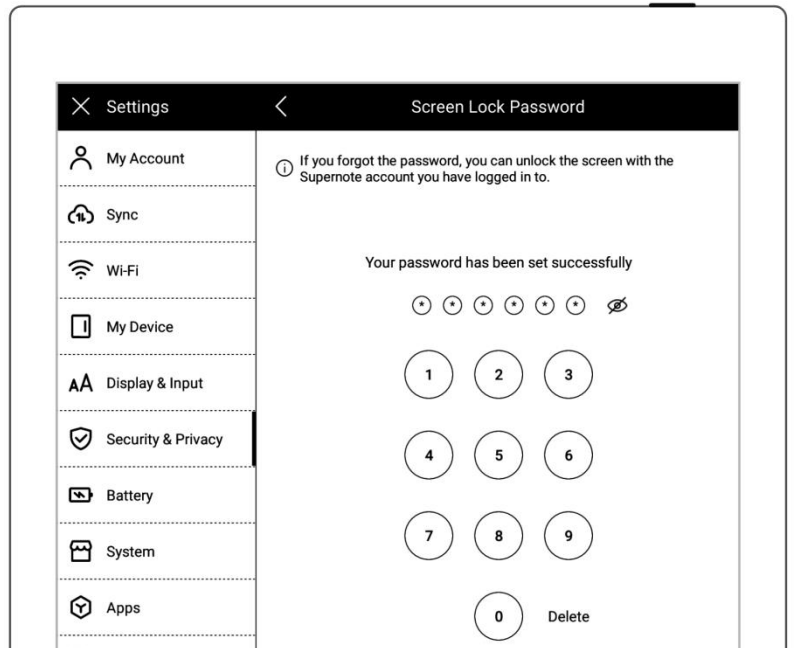 Settings
Screen Lock Password
My Account
Sync
Wi-Fi
My Device
Display & Input
Security & Privacy
Battery
System
Apps
If you forgot the password, you can unlock the screen with the
Supernote account you have logged in to.
Your password has been set successfully
* * * * * *
1 2 3
4 5 6
7 8 9
0 Delete